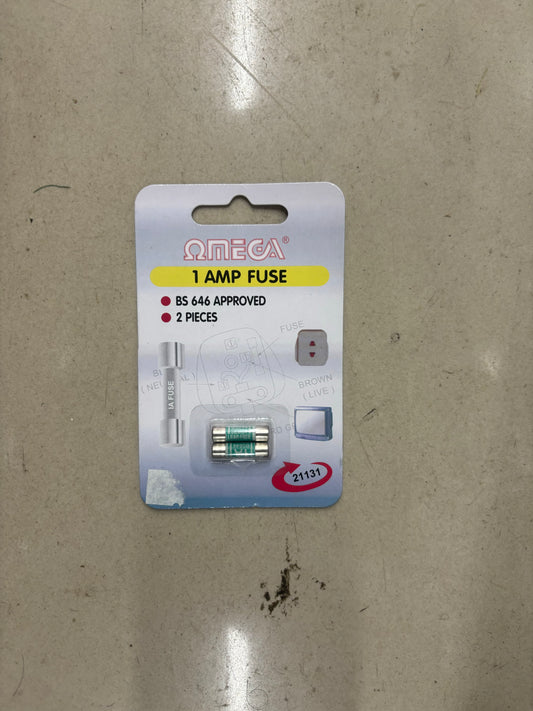 ΩMEGA®
1 AMP FUSE
BS 646 APPROVED
2 PIECES
FUSE
1A FUSE
BROWN
( LIVE )
21131